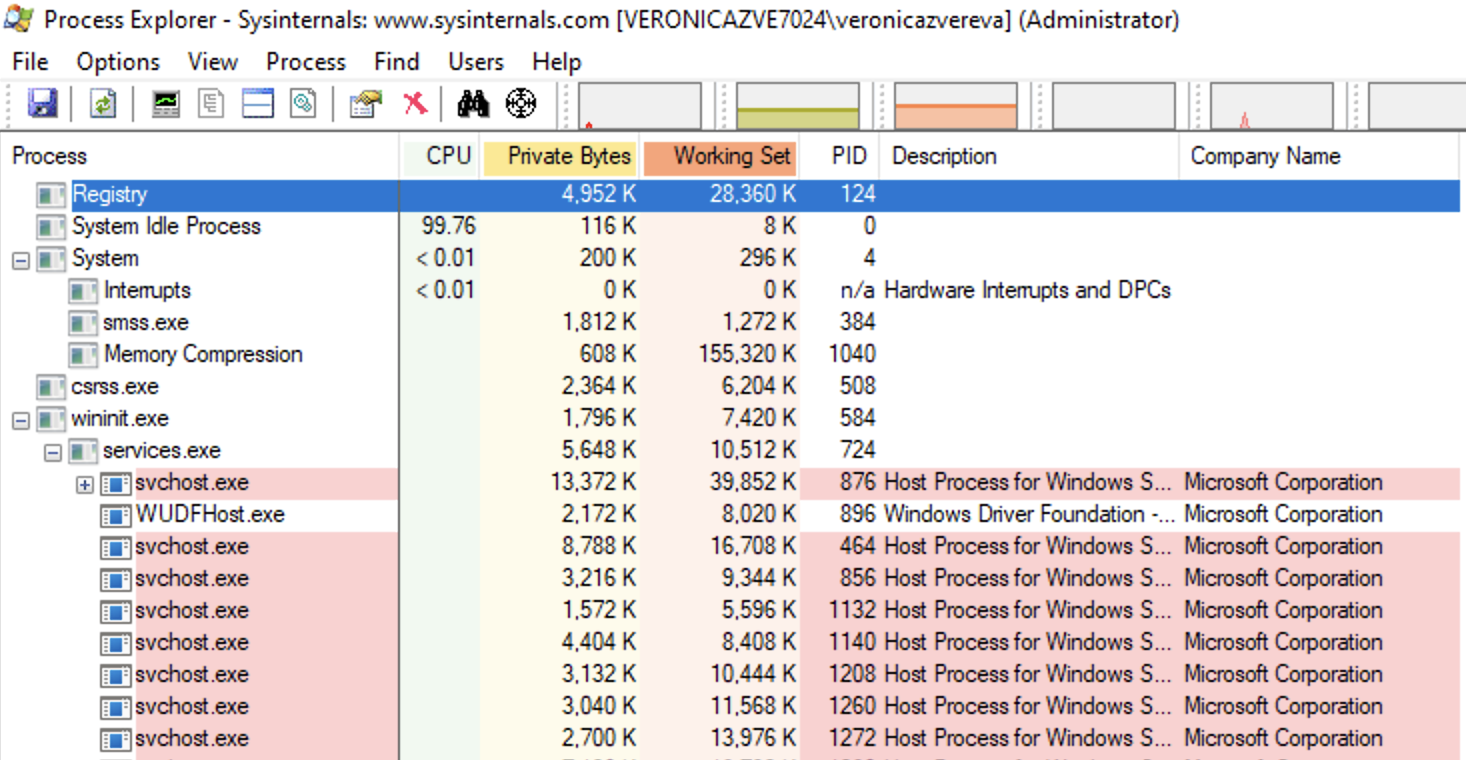 Process Explorer - Sysinternals: www.sysinternals.com [VERONICAZVE7024\veronicazvereva] (Administrator)
File Options View Process Find Users Help
Process CPU Private Bytes Working Set PID Description Company Name
Registry 4,952 K 28,360 K 124
System Idle Process 99.76 116 K 8 K 0
System < 0.01 200 K 296 K 4
Interrupts < 0.01 0 K 0 K n/a Hardware Interrupts and DPCs
smss.exe 1,812 K 1,272 K 384
Memory Compression 608 K 155,320 K 1040
csrss.exe 2,364 K 6,204 K 508
wininit.exe 1,796 K 7,420 K 584
services.exe 5,648 K 10,512 K 724
svchost.exe 13,372 K 39,852 K 876 Host Process for Windows S... Microsoft Corporation
WUDFHost.exe 2,172 K 8,020 K 896 Windows Driver Foundation -... Microsoft Corporation
svchost.exe 8,788 K 16,708 K 464 Host Process for Windows S... Microsoft Corporation
svchost.exe 3,216 K 9,344 K 856 Host Process for Windows S... Microsoft Corporation
svchost.exe 1,572 K 5,596 K 1132 Host Process for Windows S... Microsoft Corporation
svchost.exe 4,404 K 8,408 K 1140 Host Process for Windows S... Microsoft Corporation
svchost.exe 3,132 K 10,444 K 1208 Host Process for Windows S... Microsoft Corporation
svchost.exe 3,040 K 11,568 K 1260 Host Process for Windows S... Microsoft Corporation
svchost.exe 2,700 K 13,976 K 1272 Host Process for Windows S... Microsoft Corporation